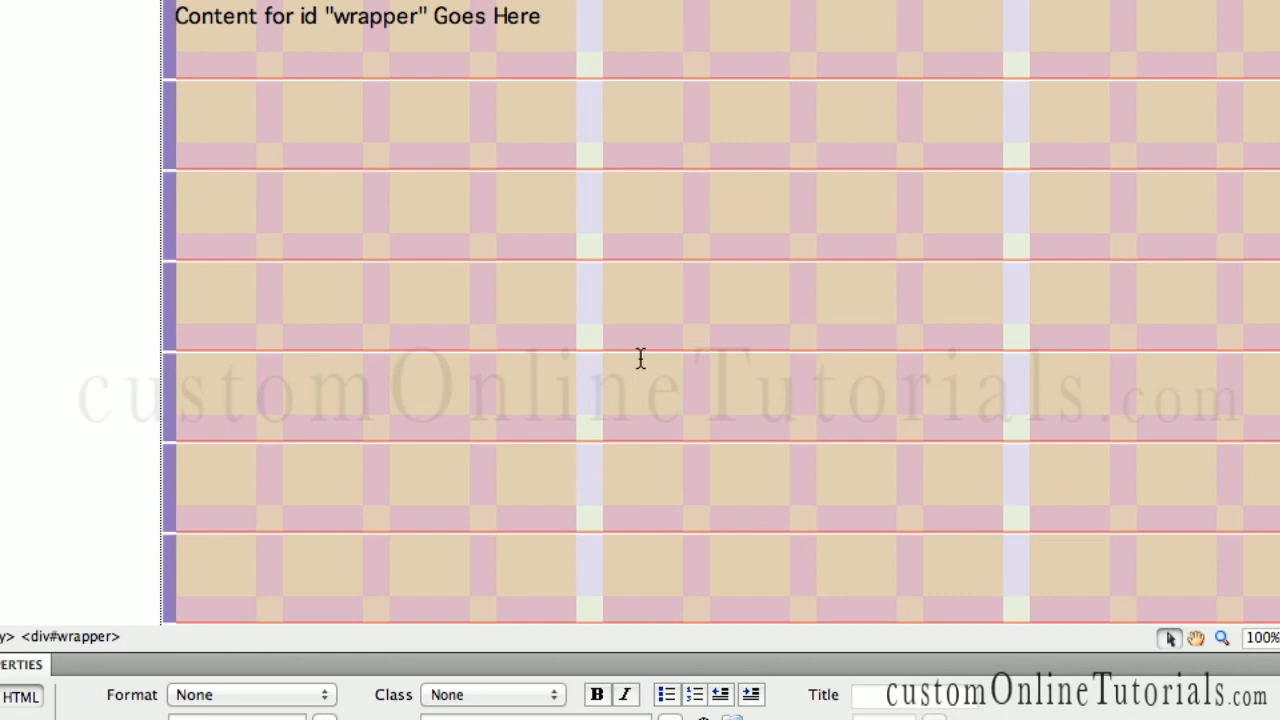 Content for id "wrapper" Goes Here
customOnlineTutorials.com
y> <div#wrapper>
100%
ERTIES
HTML
Format
None
Class
None
B
I
Title
customOnlineTutorials.com